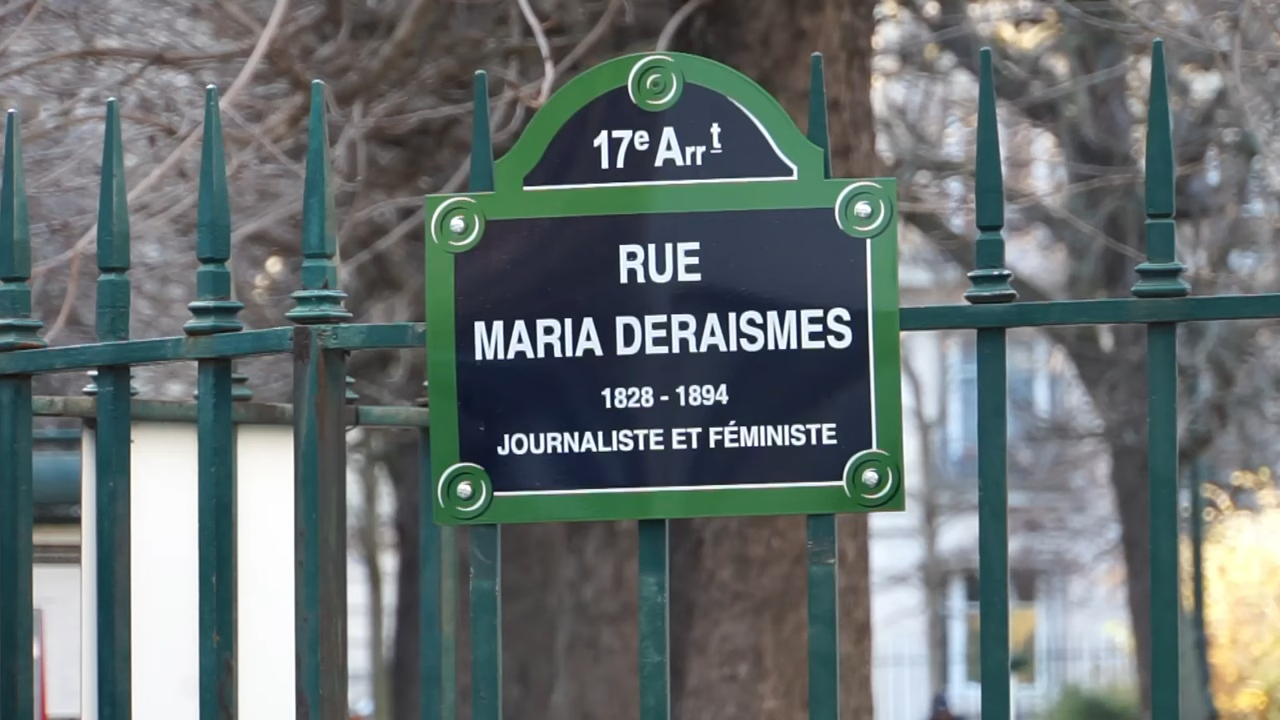 17e Arrt
RUE
MARIA DERAISMES
1828 - 1894
JOURNALISTE ET FÉMINISTE